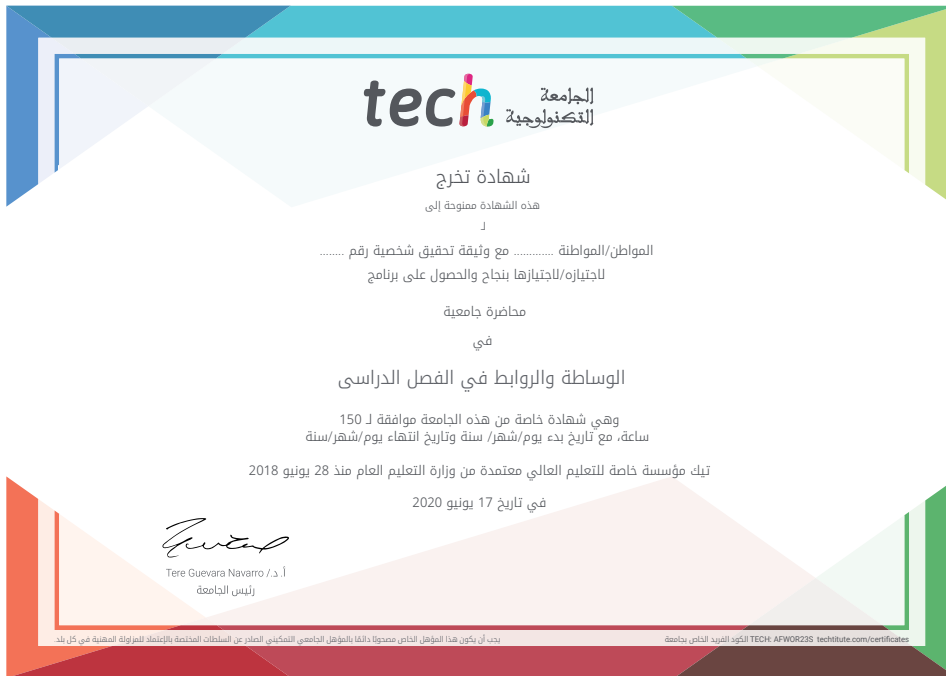 tech الجامعة
التكنولوجية
شهادة تخرج
هذه الشهادة ممنوحة إلى
لـ
المواطن/المواطنة ............ مع وثيقة تحقيق شخصية رقم ........
لاجتيازه/لاجتيازها بنجاح والحصول على برنامج
محاضرة جامعية
في
الوساطة والروابط في الفصل الدراسى
وهي شهادة خاصة من هذه الجامعة موافقة لـ 150
ساعة، مع تاريخ بدء يوم/شهر/ سنة وتاريخ انتهاء يوم/شهر/سنة
تيك مؤسسة خاصة للتعليم العالي معتمدة من وزارة التعليم العام منذ 28 يونيو 2018
في تاريخ 17 يونيو 2020
أ. د./ Tere Guevara Navarro
رئيس الجامعة
الكود الفريد الخاص بجامعة TECH: AFWOR23S techtitute.com/certificates
يجب أن يكون هذا المؤهل الخاص مصحوبًا دائمًا بالمؤهل الجامعي التمكيني الصادر عن السلطات المختصة بالإعتماد للمزاولة المهنية في كل بلد.